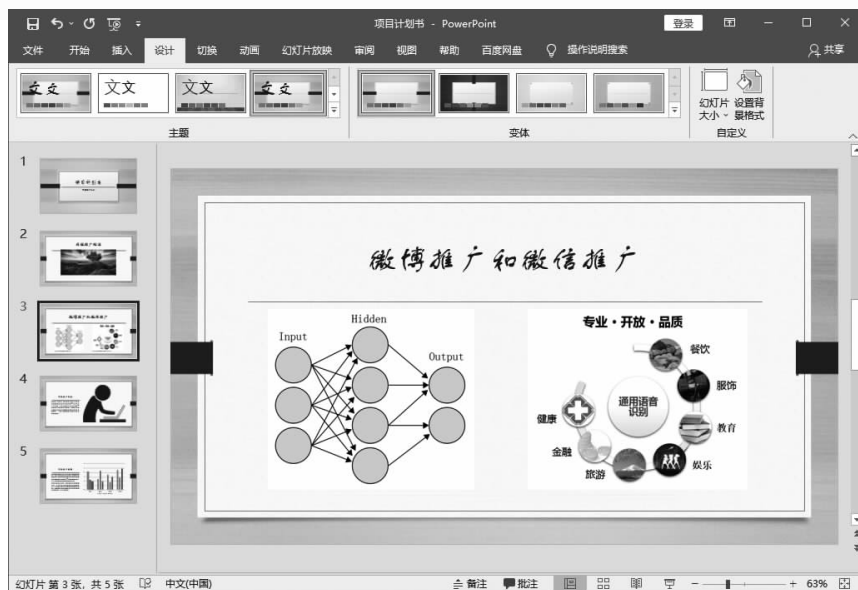 项目计划书 - PowerPoint
登录
文件 开始 插入 设计 切换 动画 幻灯片放映 审阅 视图 帮助 百度网盘 操作说明搜索 共享
文文 文文 文文 文文
幻灯片大小 设置背景格式
主题 变体 自定义
1
2
3
4
5
微博推广和微信推广
Input
Hidden
Output
专业·开放·品质
餐饮
服饰
教育
娱乐
旅游
金融
健康
通用语音
识别
幻灯片 第 3 张，共 5 张 中文(中国) 备注 批注 63%